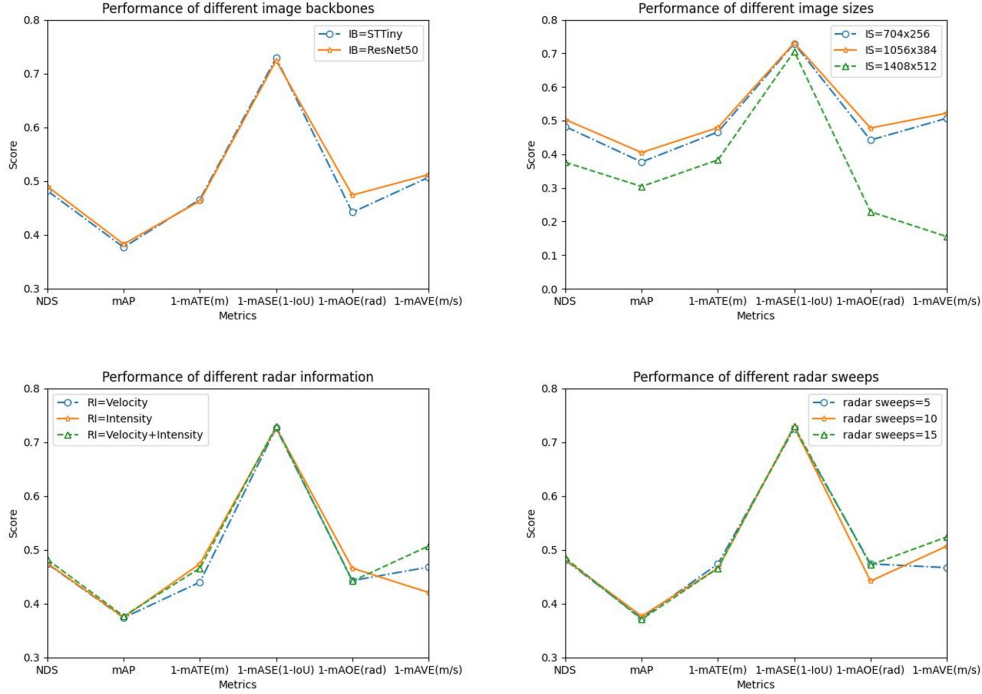 Performance of different image backbones
0.8
0.7
0.6
0.5
0.4
0.3
Score
IB=STTiny
IB=ResNet50
NDS mAP 1-mATE(m) 1-mASE(1-IoU) 1-mAOE(rad) 1-mAVE(m/s)
Metrics
Performance of different image sizes
0.8
0.7
0.6
0.5
0.4
0.3
0.2
0.1
0.0
Score
IS=704x256
IS=1056x384
IS=1408x512
NDS mAP 1-mATE(m) 1-mASE(1-IoU) 1-mAOE(rad) 1-mAVE(m/s)
Metrics
Performance of different radar information
0.8
0.7
0.6
0.5
0.4
0.3
Score
RI=Velocity
RI=Intensity
RI=Velocity+Intensity
NDS mAP 1-mATE(m) 1-mASE(1-IoU) 1-mAOE(rad) 1-mAVE(m/s)
Metrics
Performance of different radar sweeps
0.8
0.7
0.6
0.5
0.4
0.3
Score
radar sweeps=5
radar sweeps=10
radar sweeps=15
NDS mAP 1-mATE(m) 1-mASE(1-IoU) 1-mAOE(rad) 1-mAVE(m/s)
Metrics